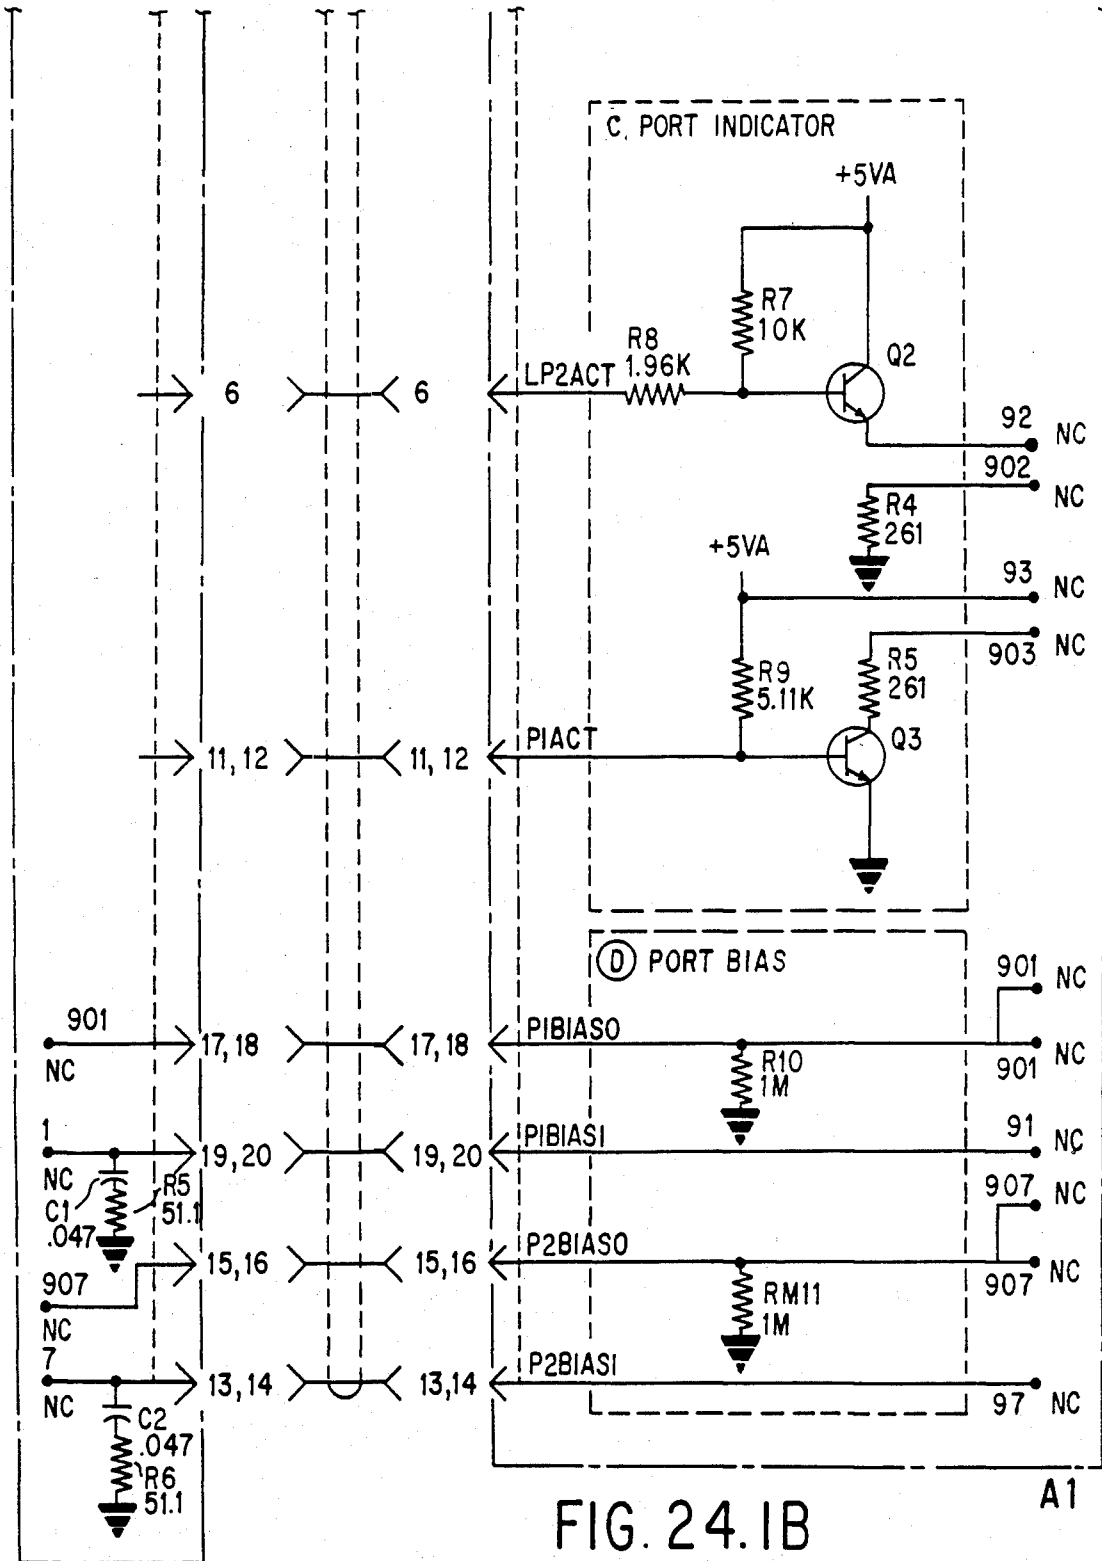 C, PORT INDICATOR
+5VA
R7
10K
R8
1.96K
Q2
6
6
LP2ACT
92 NC
902
NC
R4
261
+5VA
93 NC
903 NC
R9
5.11K
R5
261
Q3
11, 12
11, 12
P1ACT
D PORT BIAS
901 NC
901
NC
17, 18
17, 18
P1BIASO
901 NC
R10
1M
1
NC
19, 20
19, 20
P1BIAS1
91 NC
C1
.047
R5
51.1
907 NC
907
NC
15, 16
15, 16
P2BIASO
907 NC
RM11
1M
7
NC
13, 14
13, 14
P2BIAS1
97 NC
C2
.047
R6
51.1
A1
FIG. 24.1B